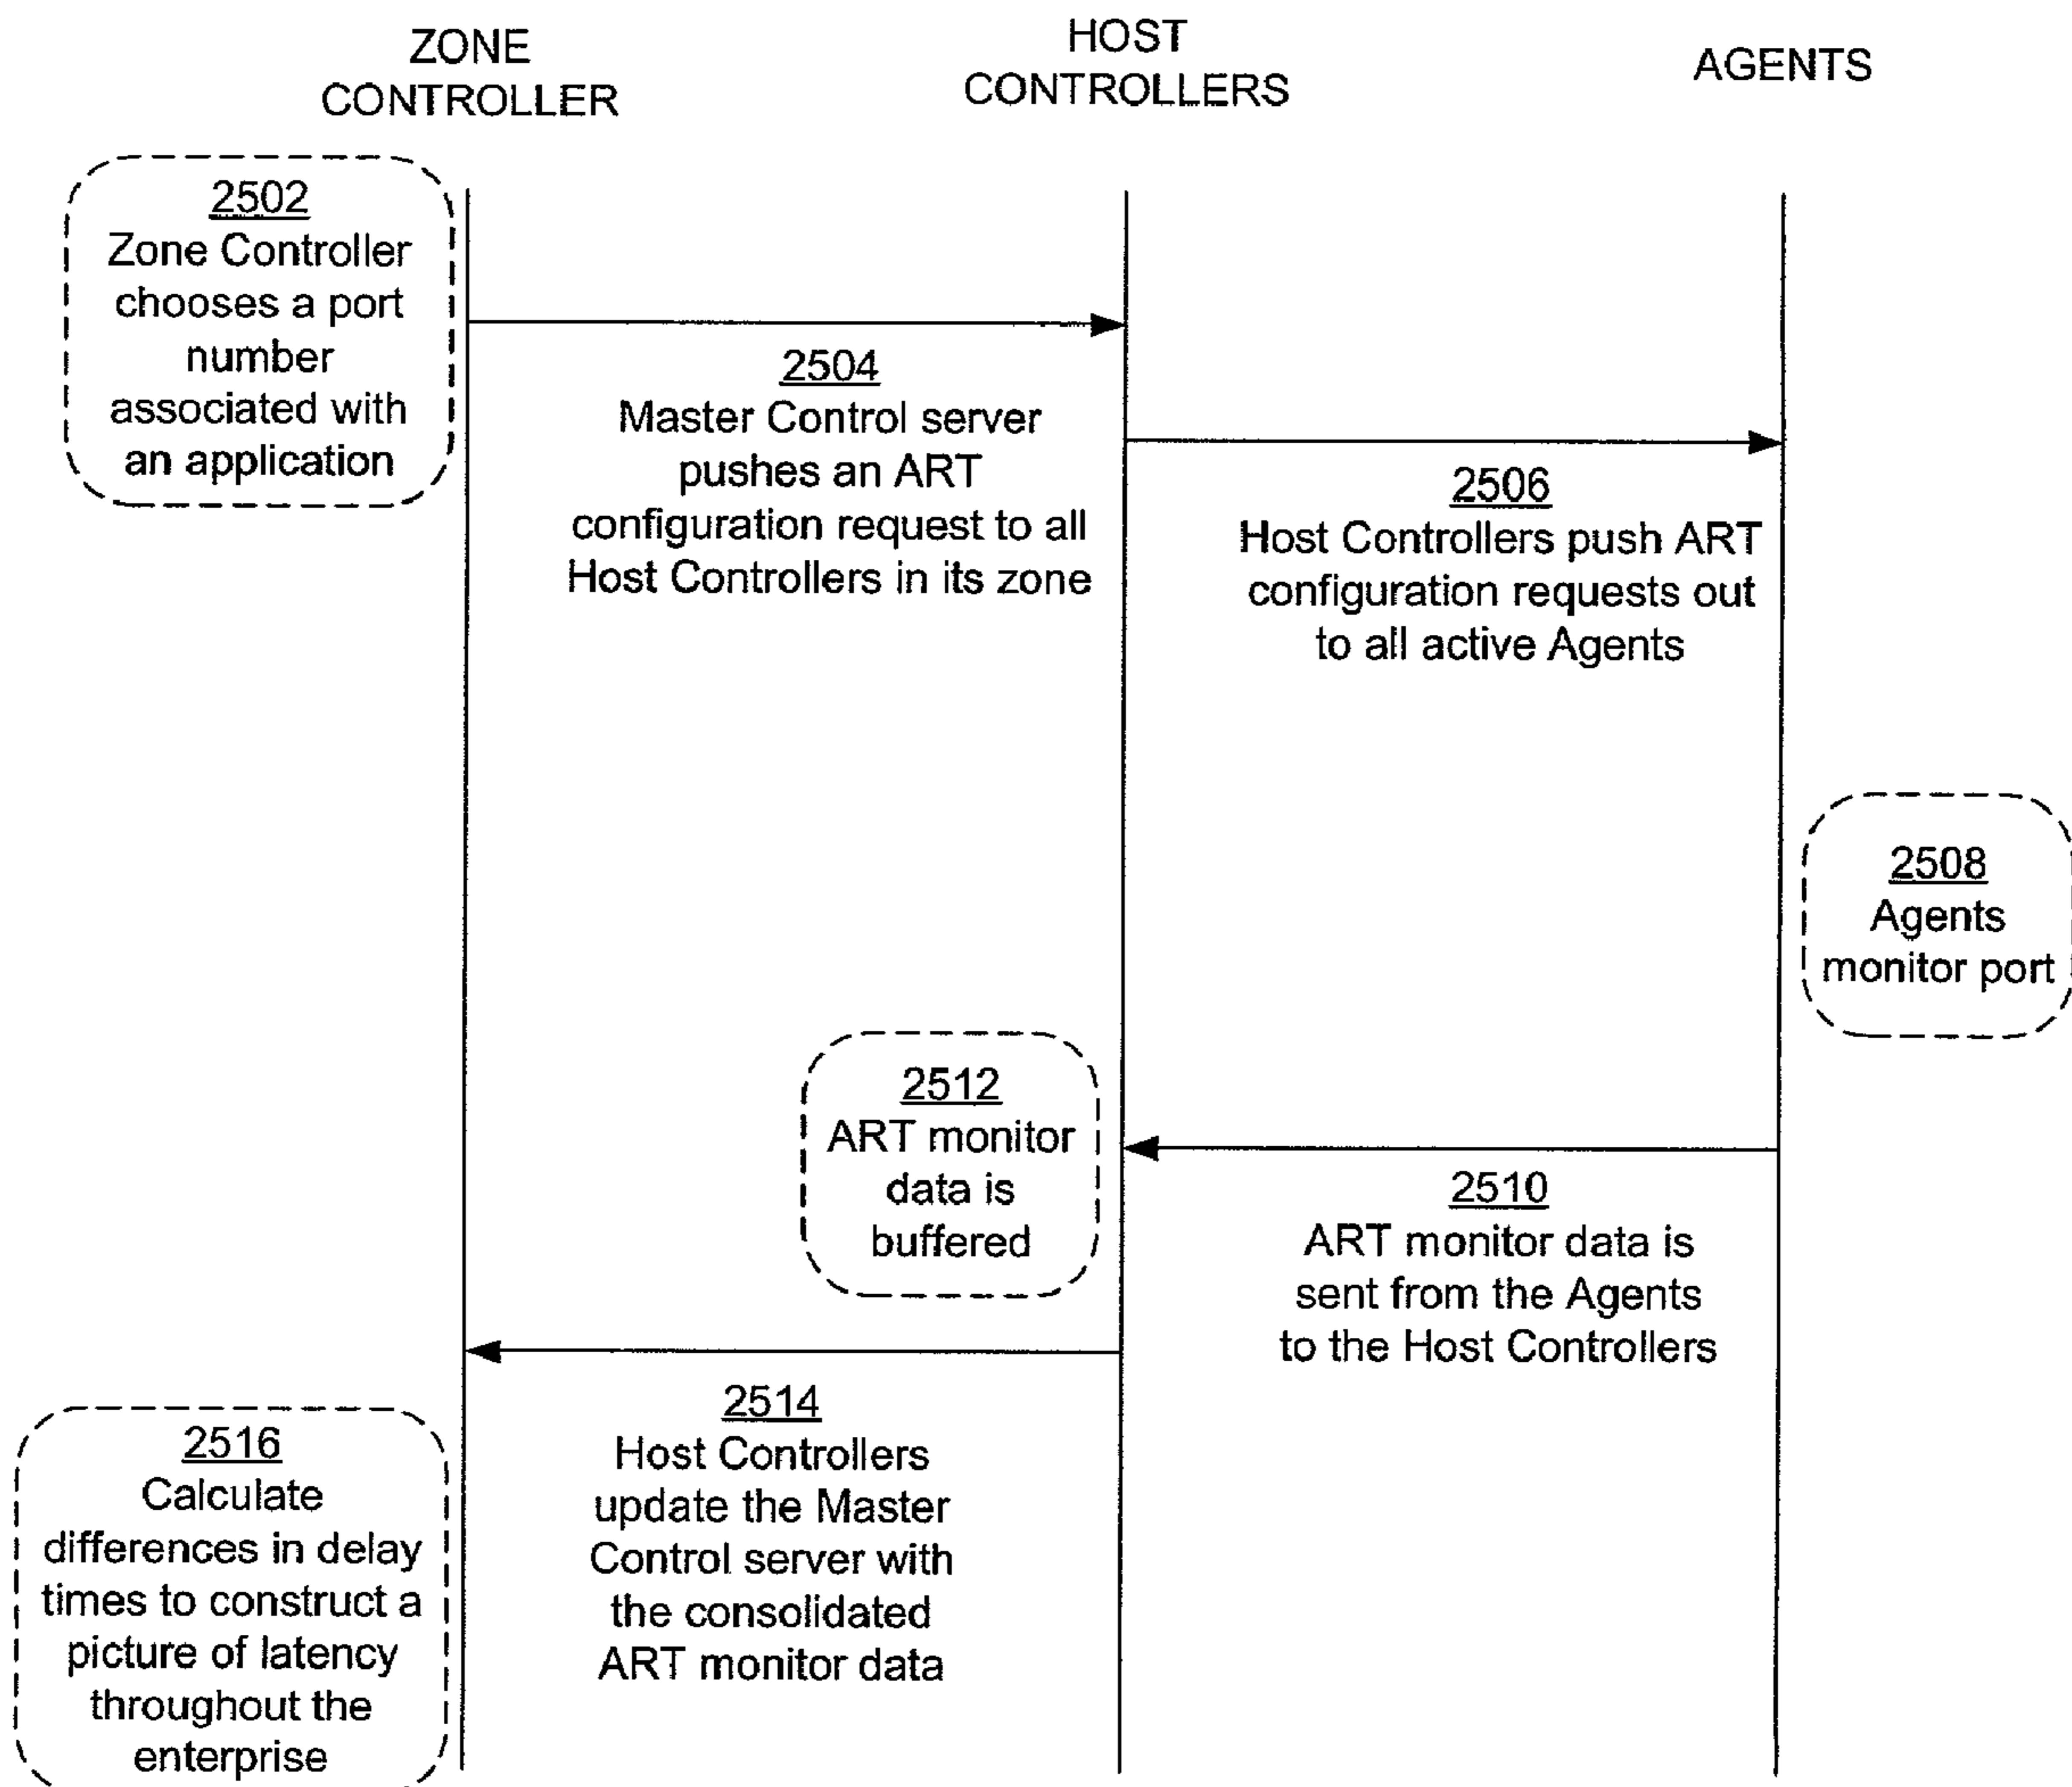 ZONE
CONTROLLER
HOST
CONTROLLERS
AGENTS
2502
Zone Controller
chooses a port
number
associated with
an application
2504
Master Control server
pushes an ART
configuration request to all
Host Controllers in its zone
2506
Host Controllers push ART
configuration requests out
to all active Agents
2508
Agents
monitor port
2510
ART monitor data is
sent from the Agents
to the Host Controllers
2512
ART monitor
data is
buffered
2514
Host Controllers
update the Master
Control server with
the consolidated
ART monitor data
2516
Calculate
differences in delay
times to construct a
picture of latency
throughout the
enterprise